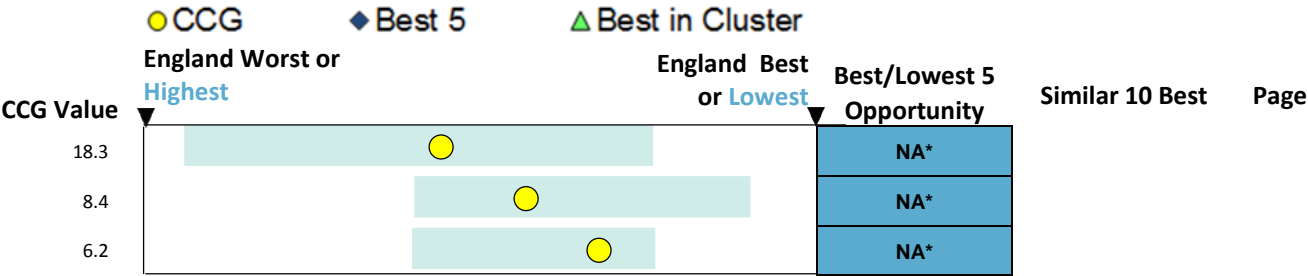 CCG Best 5 Best in Cluster
England Worst or
Highest
England Best
or Lowest
Best/Lowest 5
Opportunity
Similar 10 Best
Page
CCG Value
18.3 NA*
8.4 NA*
6.2 NA*